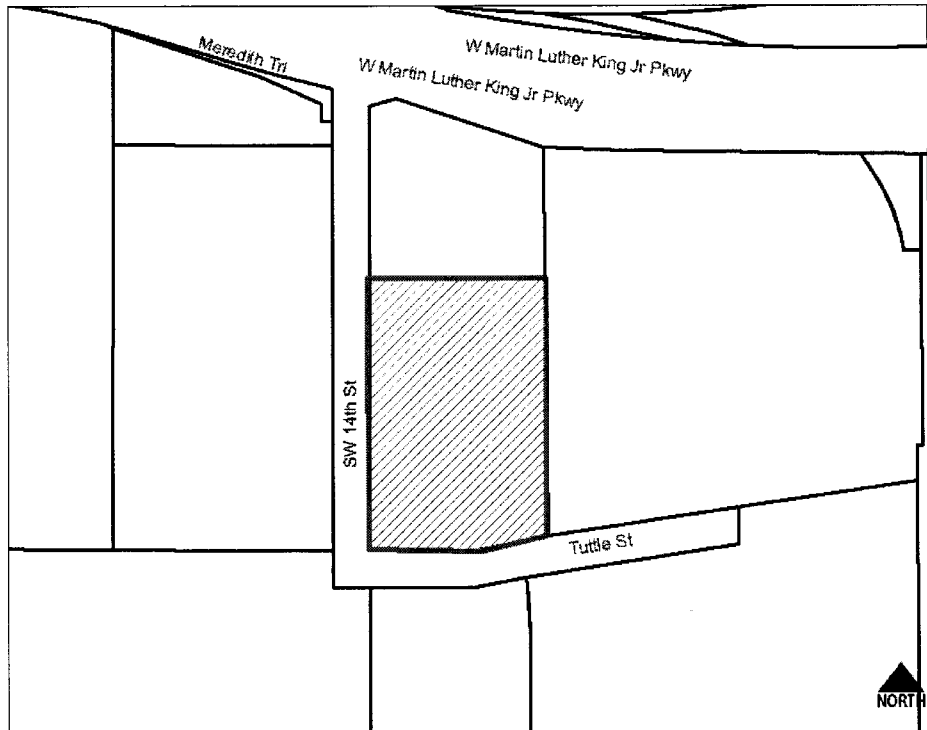 Meredith Trl
W Martin Luther King Jr Pkwy
W Martin Luther King Jr Pkwy
SW 14th St
Tuttle St
NORTH